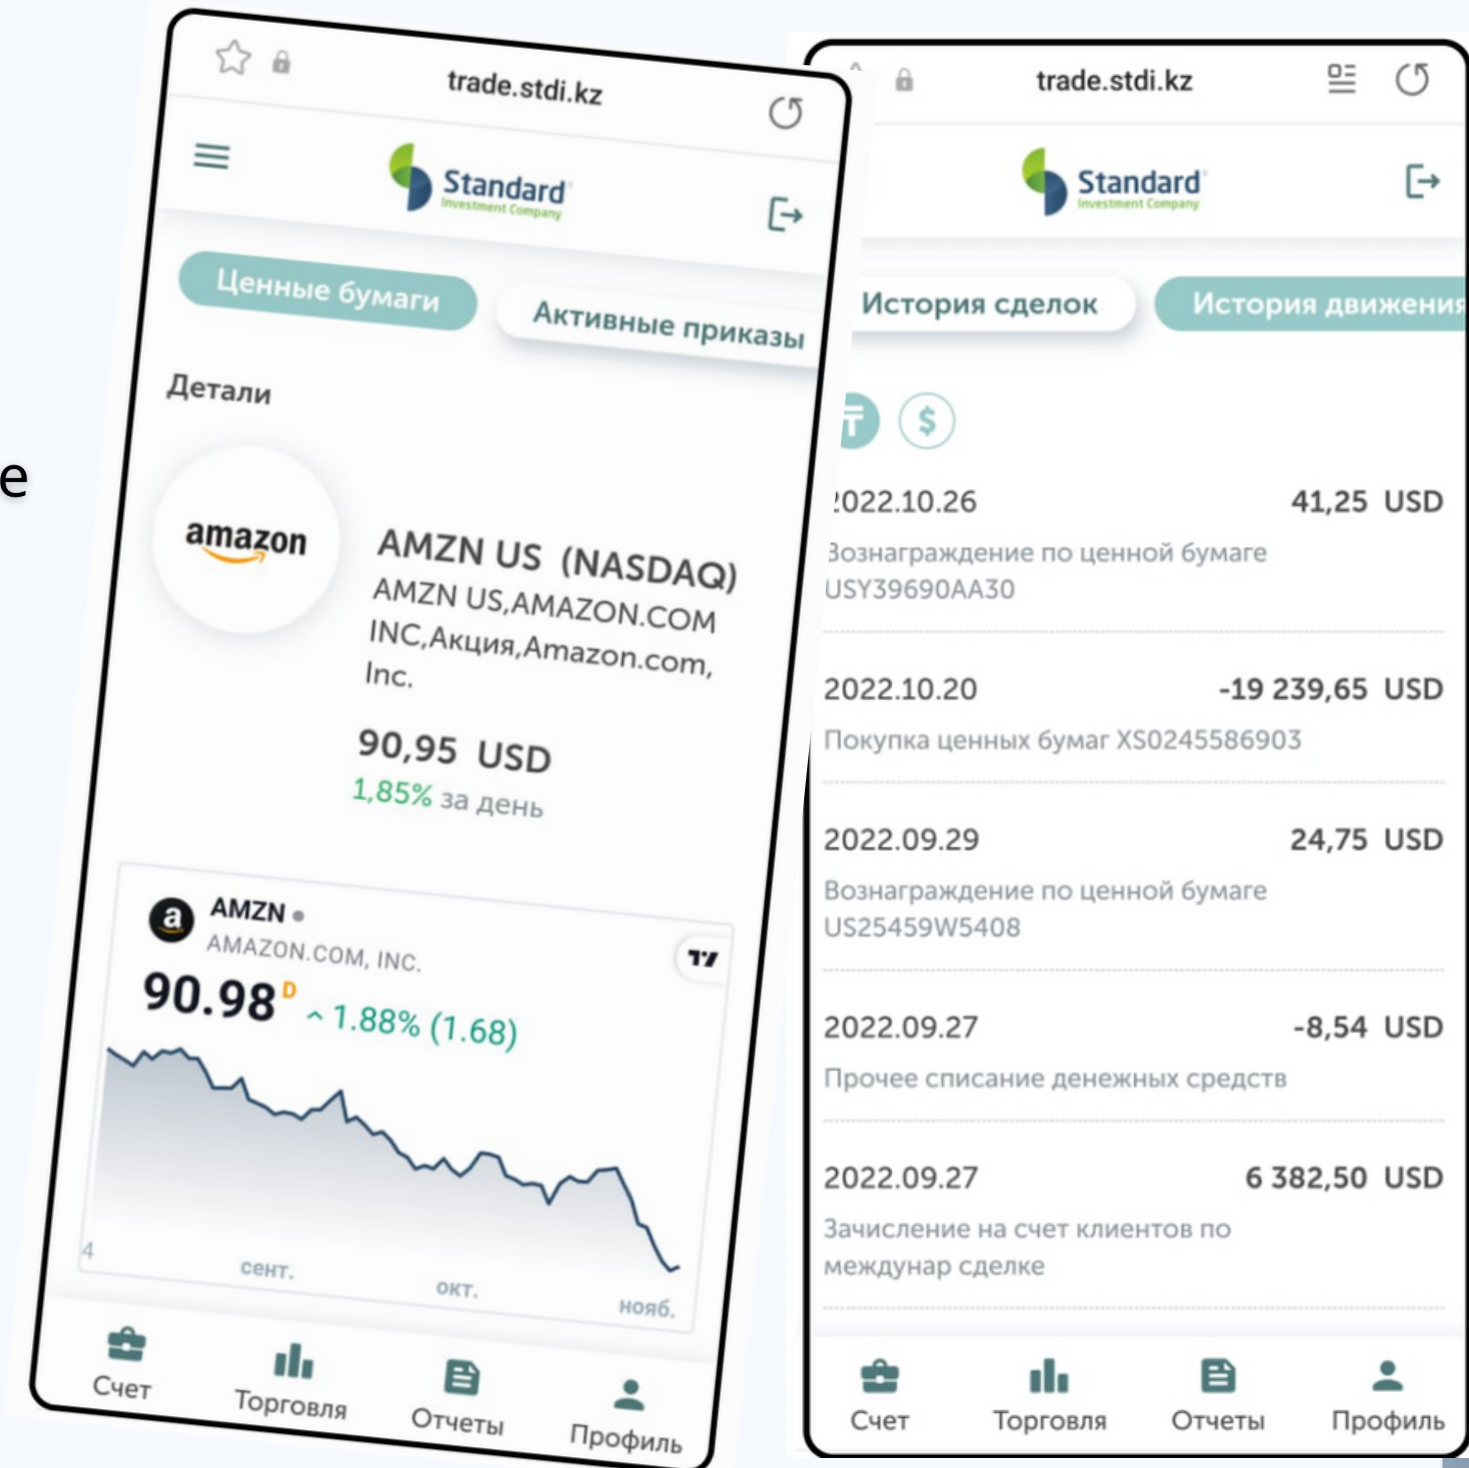 е
trade.stdi.kz
Standard
Investment Company
Ценные бумаги
Активные приказы
Детали
amazon
AMZN US (NASDAQ)
AMZN US,AMAZON.COM
INC,Акция,Amazon.com,
Inc.
90,95 USD
1,85% за день
a AMZN
AMAZON.COM, INC.
90.98 D 1.88% (1.68)
4
сент.
окт.
нояб.
Счет
Торговля
Отчеты
Профиль
trade.stdi.kz
Standard
Investment Company
История сделок
История движения
₸ $
2022.10.26 41,25 USD
Вознаграждение по ценной бумаге
USY39690AA30
2022.10.20 -19 239,65 USD
Покупка ценных бумаг XS0245586903
2022.09.29 24,75 USD
Вознаграждение по ценной бумаге
US25459W5408
2022.09.27 -8,54 USD
Прочее списание денежных средств
2022.09.27 6 382,50 USD
Зачисление на счет клиентов по
междунар сделке
Счет
Торговля
Отчеты
Профиль